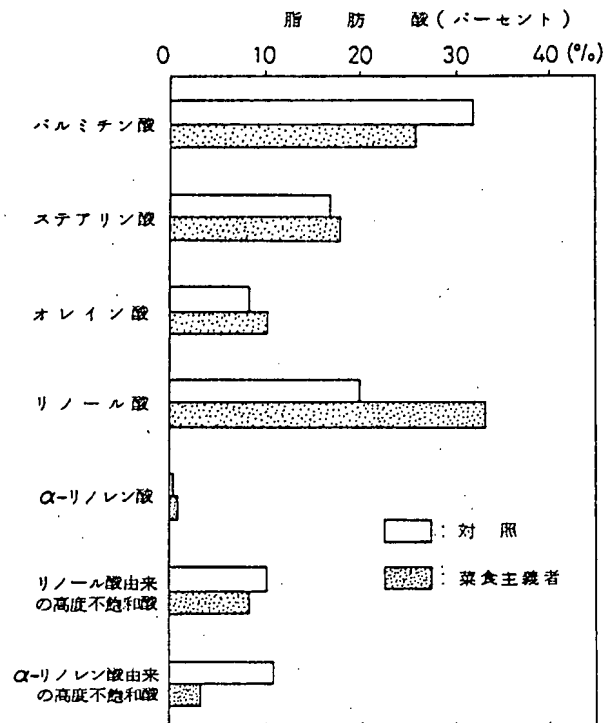 脂肪酸(パーセント)
0 10 20 30 40 (%)
パルミチン酸
ステアリン酸
オレイン酸
リノール酸
α-リノレン酸
□: 対照
リノール酸由来
の高度不飽和酸
: 菜食主義者
α-リノレン酸由来
の高度不飽和酸